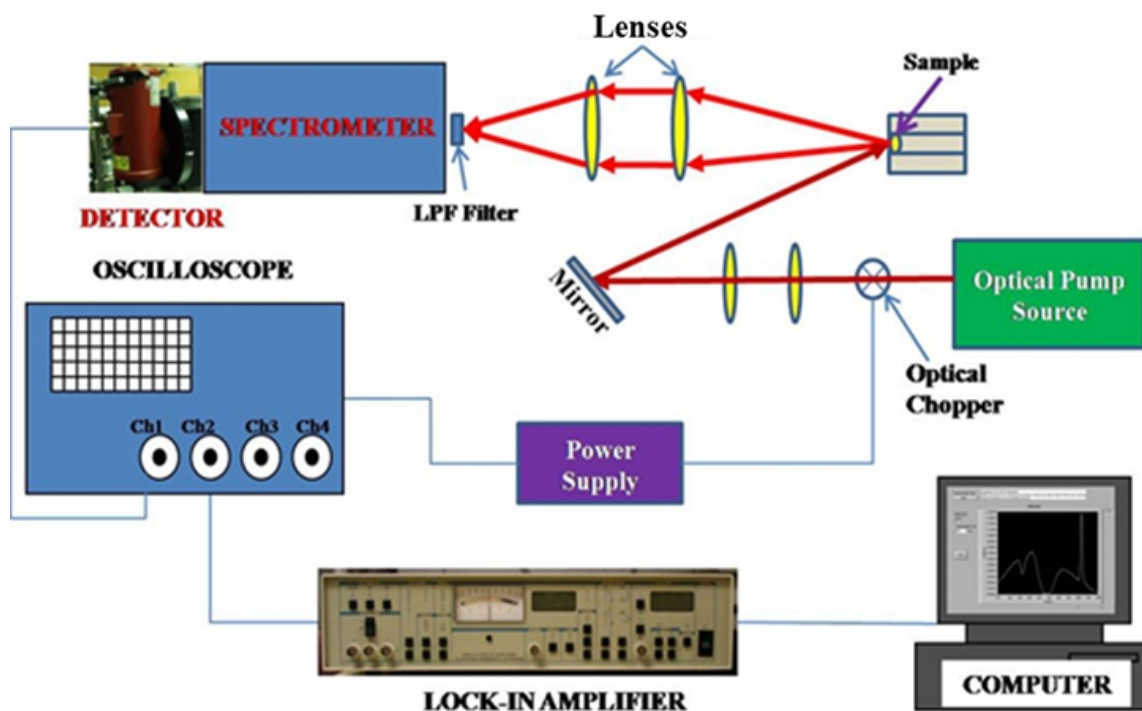 Lenses
Sample
SPECTROMETER
LPF Filter
DETECTOR
OSCILLOSCOPE
Mirror
Optical Pump
Source
Optical
Chopper
Ch1 Ch2 Ch3 Ch4
Power
Supply
LOCK-IN AMPLIFIER
COMPUTER